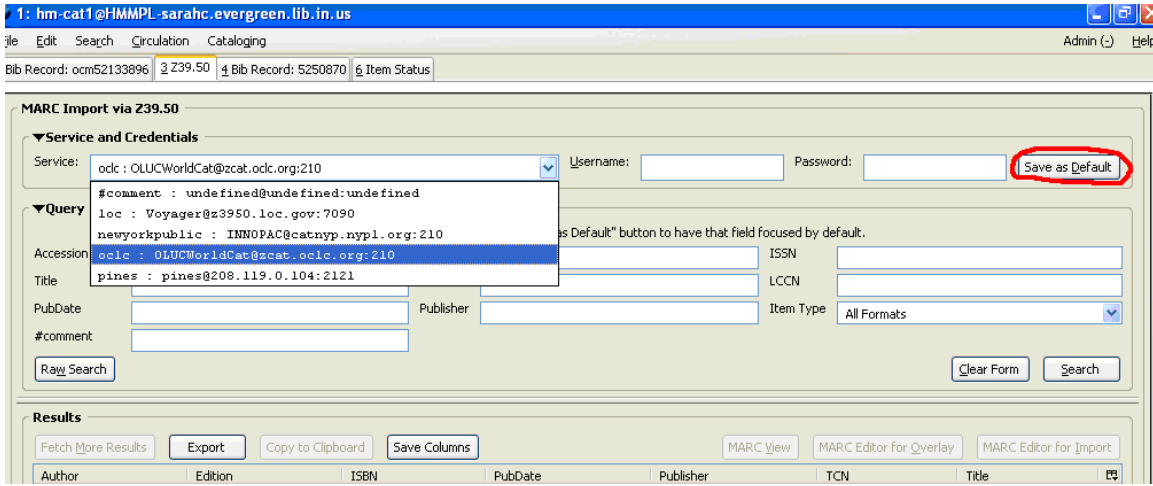 1: hm-cat1@HMMPL-sarahc.evergreen.lib.in.us
File Edit Search Circulation Cataloging Admin (-) Help
Bib Record: ocm52133896 3 Z39.50 4 Bib Record: 5250870 6 Item Status
MARC Import via Z39.50
▼Service and Credentials
Service: oclc : OLUCWorldCat@zcat.oclc.org:210 Username: Password: Save as Default
#comment : undefined@undefined:undefined
▼Query loc : Voyager@z3950.loc.gov:7090
newyorkpublic : INNOPAC@catnyp.nypl.org:210 as Default" button to have that field focused by default.
Accession oclc : OLUCWorldCat@zcat.oclc.org:210 ISSN
Title pines : pines@208.119.0.104:2121 LCCN
PubDate Publisher Item Type All Formats
#comment
Raw Search Clear Form Search
Results
Fetch More Results Export Copy to Clipboard Save Columns MARC View MARC Editor for Overlay MARC Editor for Import
Author Edition ISBN PubDate Publisher TCN Title